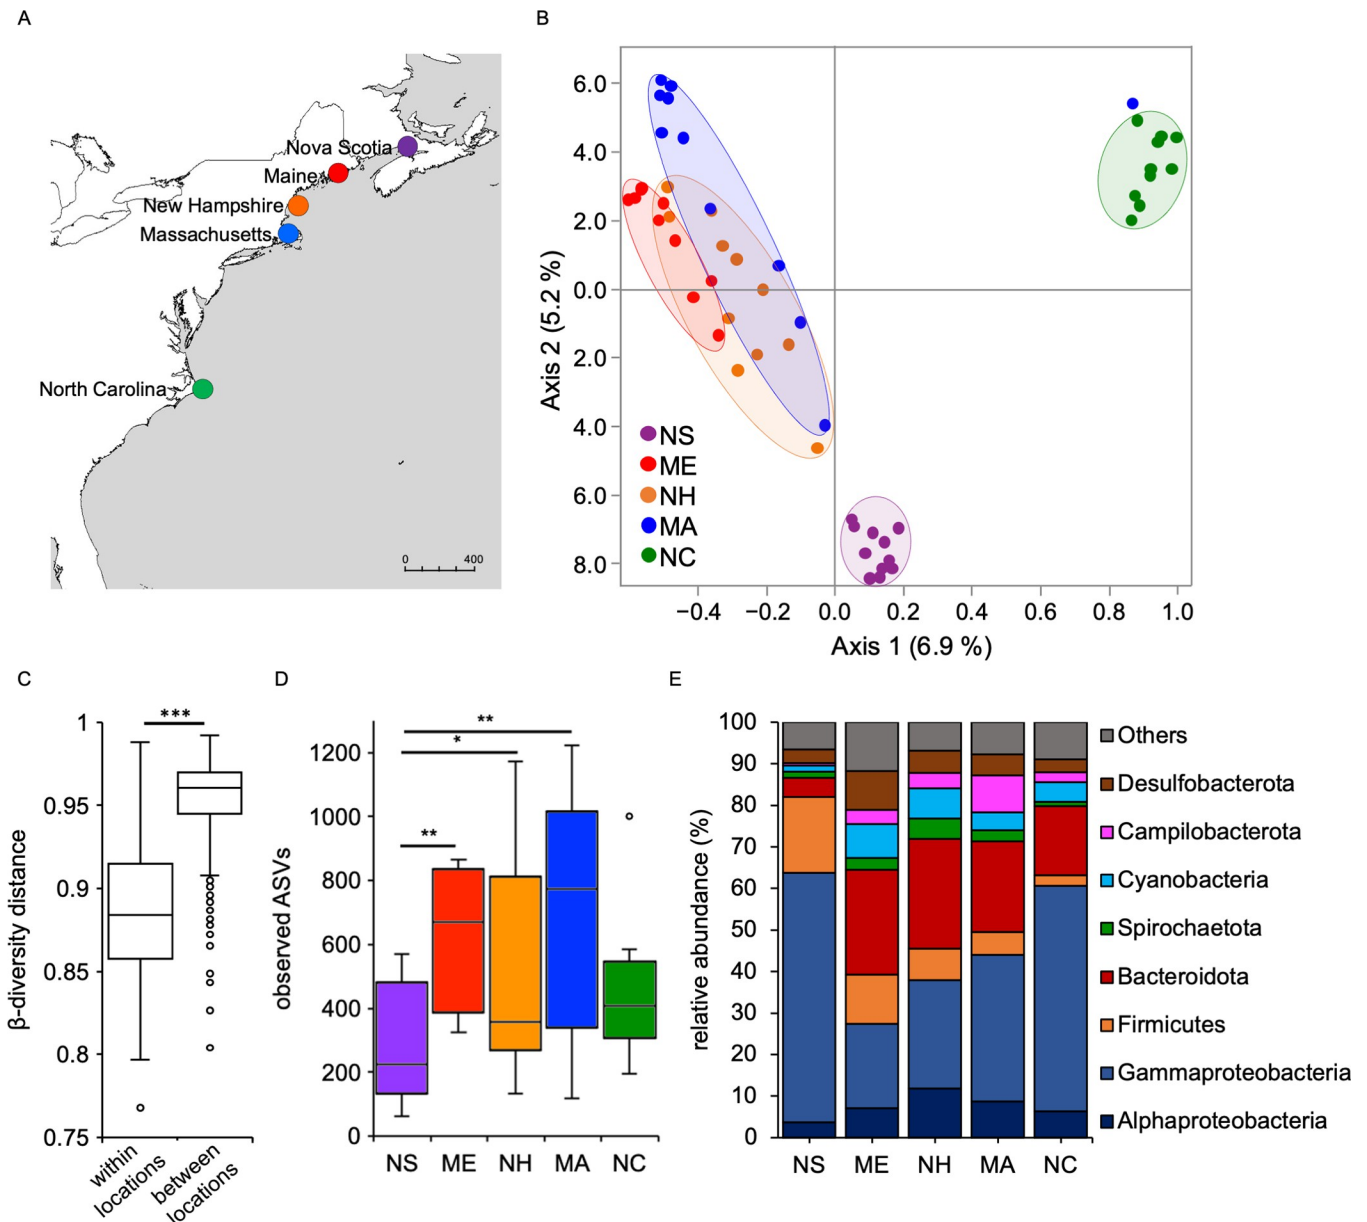 A
Nova Scotia
Maine
New Hampshire
Massachusetts
North Carolina
0 400
B
6.0
4.0
2.0
0.0
2.0
4.0
6.0
8.0
Axis 2 (5.2 %)
NS
ME
NH
MA
NC
−0.4 −0.2 0.0 0.2 0.4 0.6 0.8 1.0
Axis 1 (6.9 %)
C
***
1
0.95
0.9
0.85
0.8
0.75
β-diversity distance
within
locations
between
locations
D
**
*
**
1200
1000
800
600
400
200
0
observed ASVs
NS ME NH MA NC
E
100
90
80
70
60
50
40
30
20
10
0
relative abundance (%)
NS ME NH MA NC
Others
Desulfobacterota
Campilobacterota
Cyanobacteria
Spirochaetota
Bacteroidota
Firmicutes
Gammaproteobacteria
Alphaproteobacteria